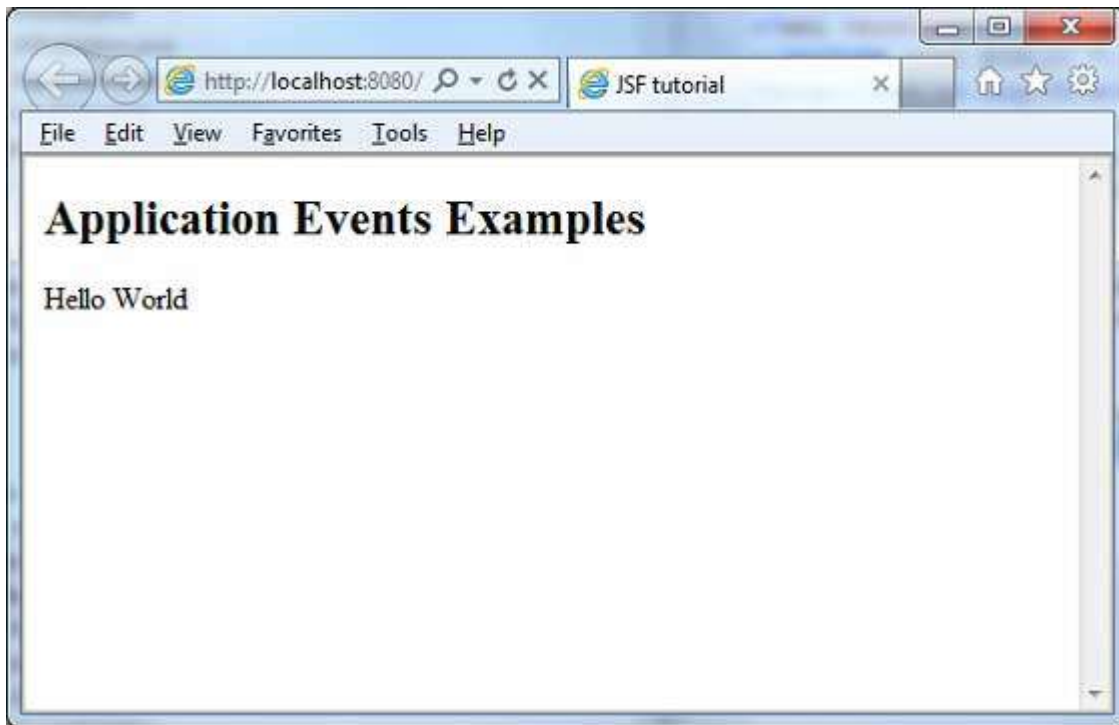 http://localhost:8080/
JSF tutorial
File Edit View Favorites Tools Help
Application Events Examples
Hello World